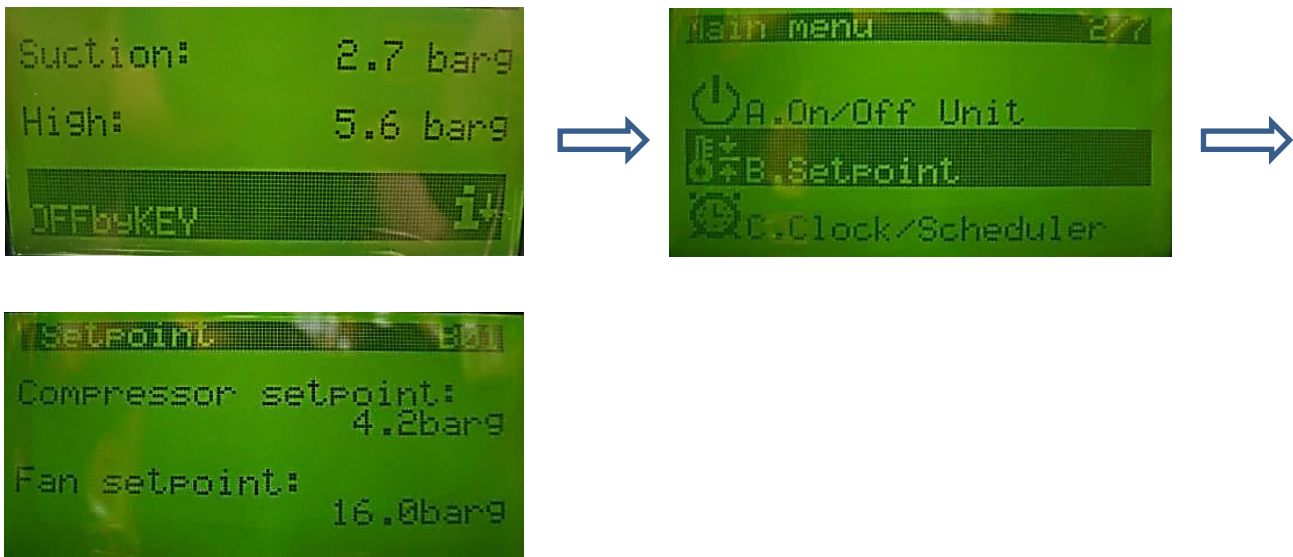 Suction: 2.7 barg
High: 5.6 barg
OFFbyKEY
Main menu 2/7
A.On/Off Unit
B.Setpoint
C.Clock/Scheduler
Setpoint B01
Compressor setpoint:
4.2barg
Fan setpoint:
16.0barg